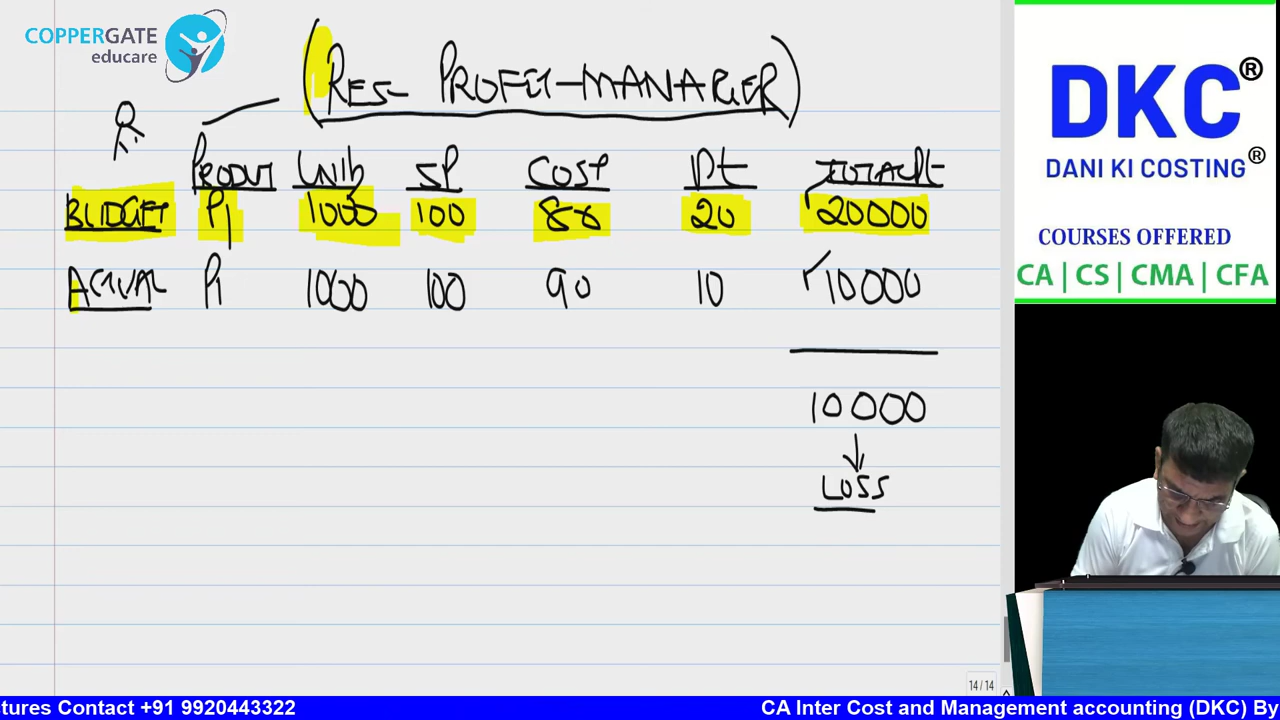 COPPERGATE
educare
(RES- PROFIT-MANAGER)
PRODUT UNITS SP COST Pt TOTAL Pt
BUDGET P1 1000 100 80 20 20000
ACTUAL P1 1000 100 90 10 10000
10000
LOSS
14/14
DKC®
DANI KI COSTING®
COURSES OFFERED
CA | CS | CMA | CFA
tures Contact +91 9920443322 CA Inter Cost and Management accounting (DKC) By